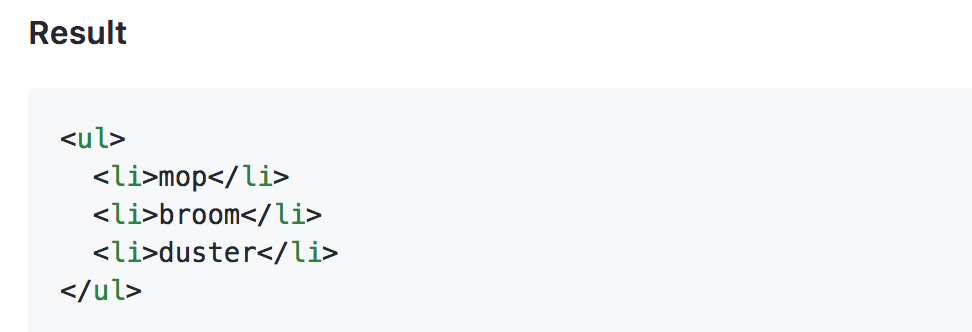 Result
<ul>
  <li>mop</li>
  <li>broom</li>
  <li>duster</li>
</ul>